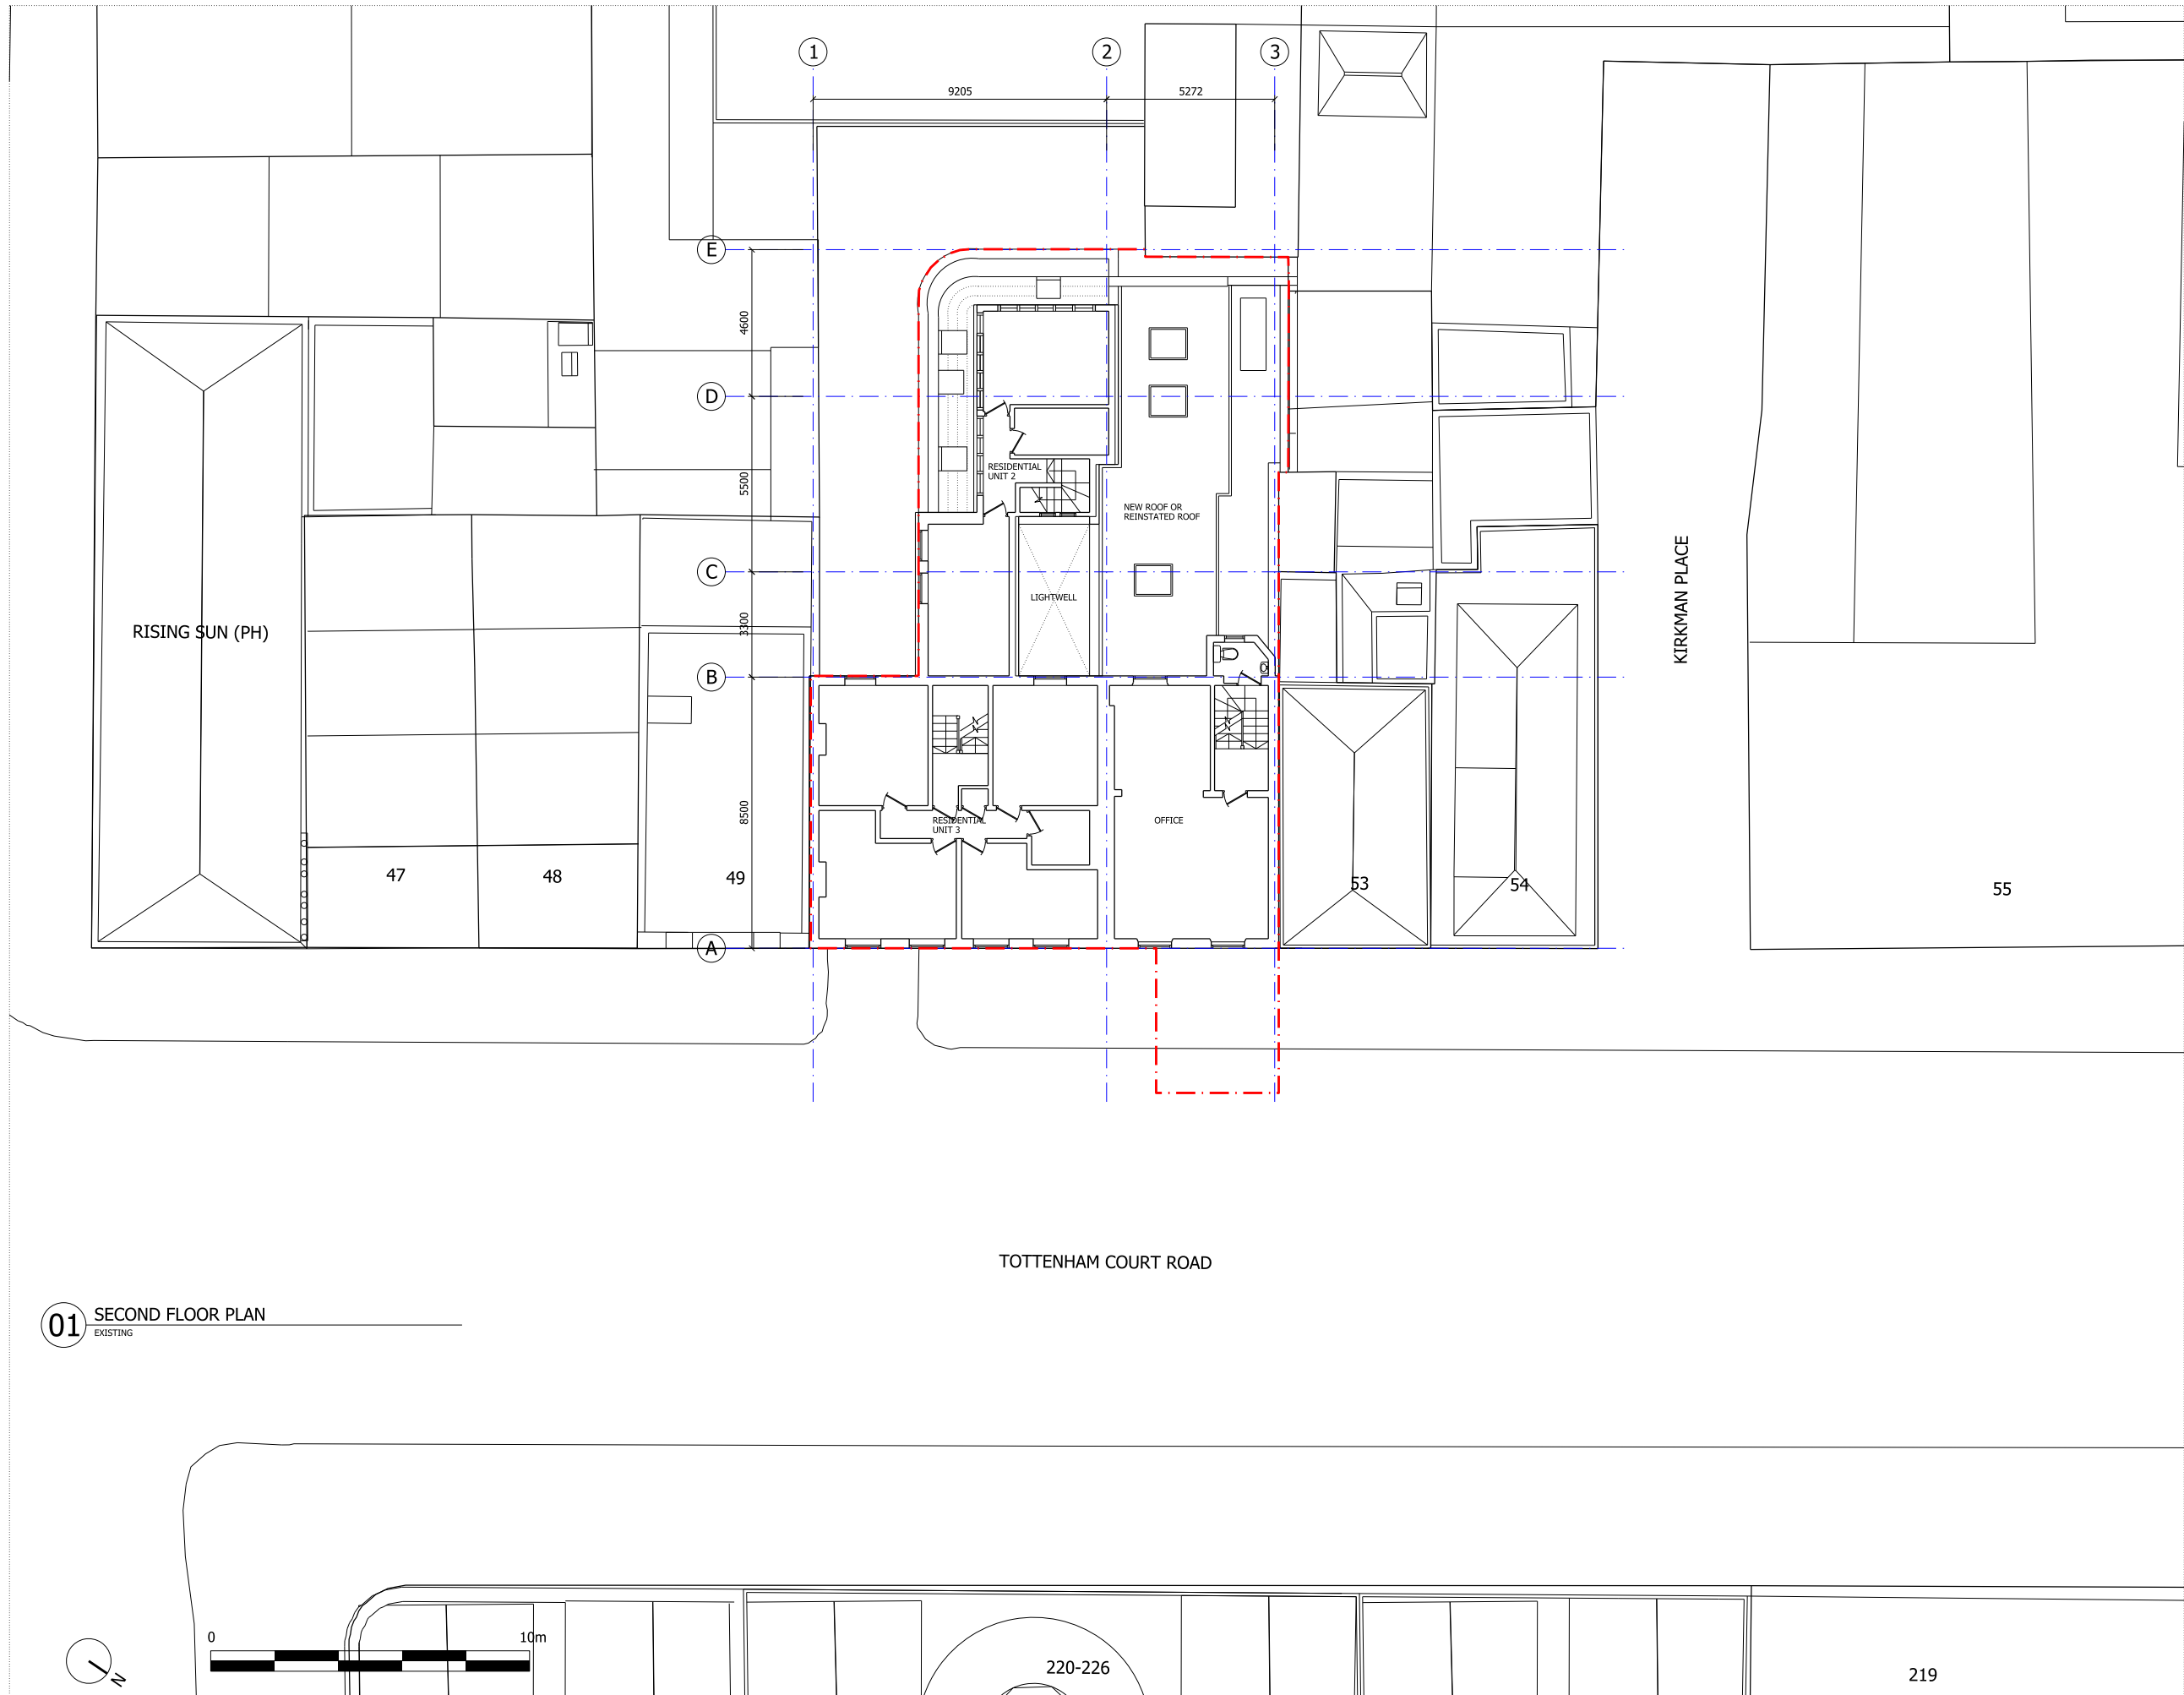 1
2
3
9205
5272
E
4600
D
5500
RESIDENTIAL
UNIT 2
NEW ROOF OR
REINSTATED ROOF
C
LIGHTWELL
3300
RISING SUN (PH)
KIRKMAN PLACE
B
8500
RESIDENTIAL
UNIT 3
OFFICE
47
48
49
53
54
55
A
TOTTENHAM COURT ROAD
01
SECOND FLOOR PLAN
EXISTING
0
10m
N
220-226
219